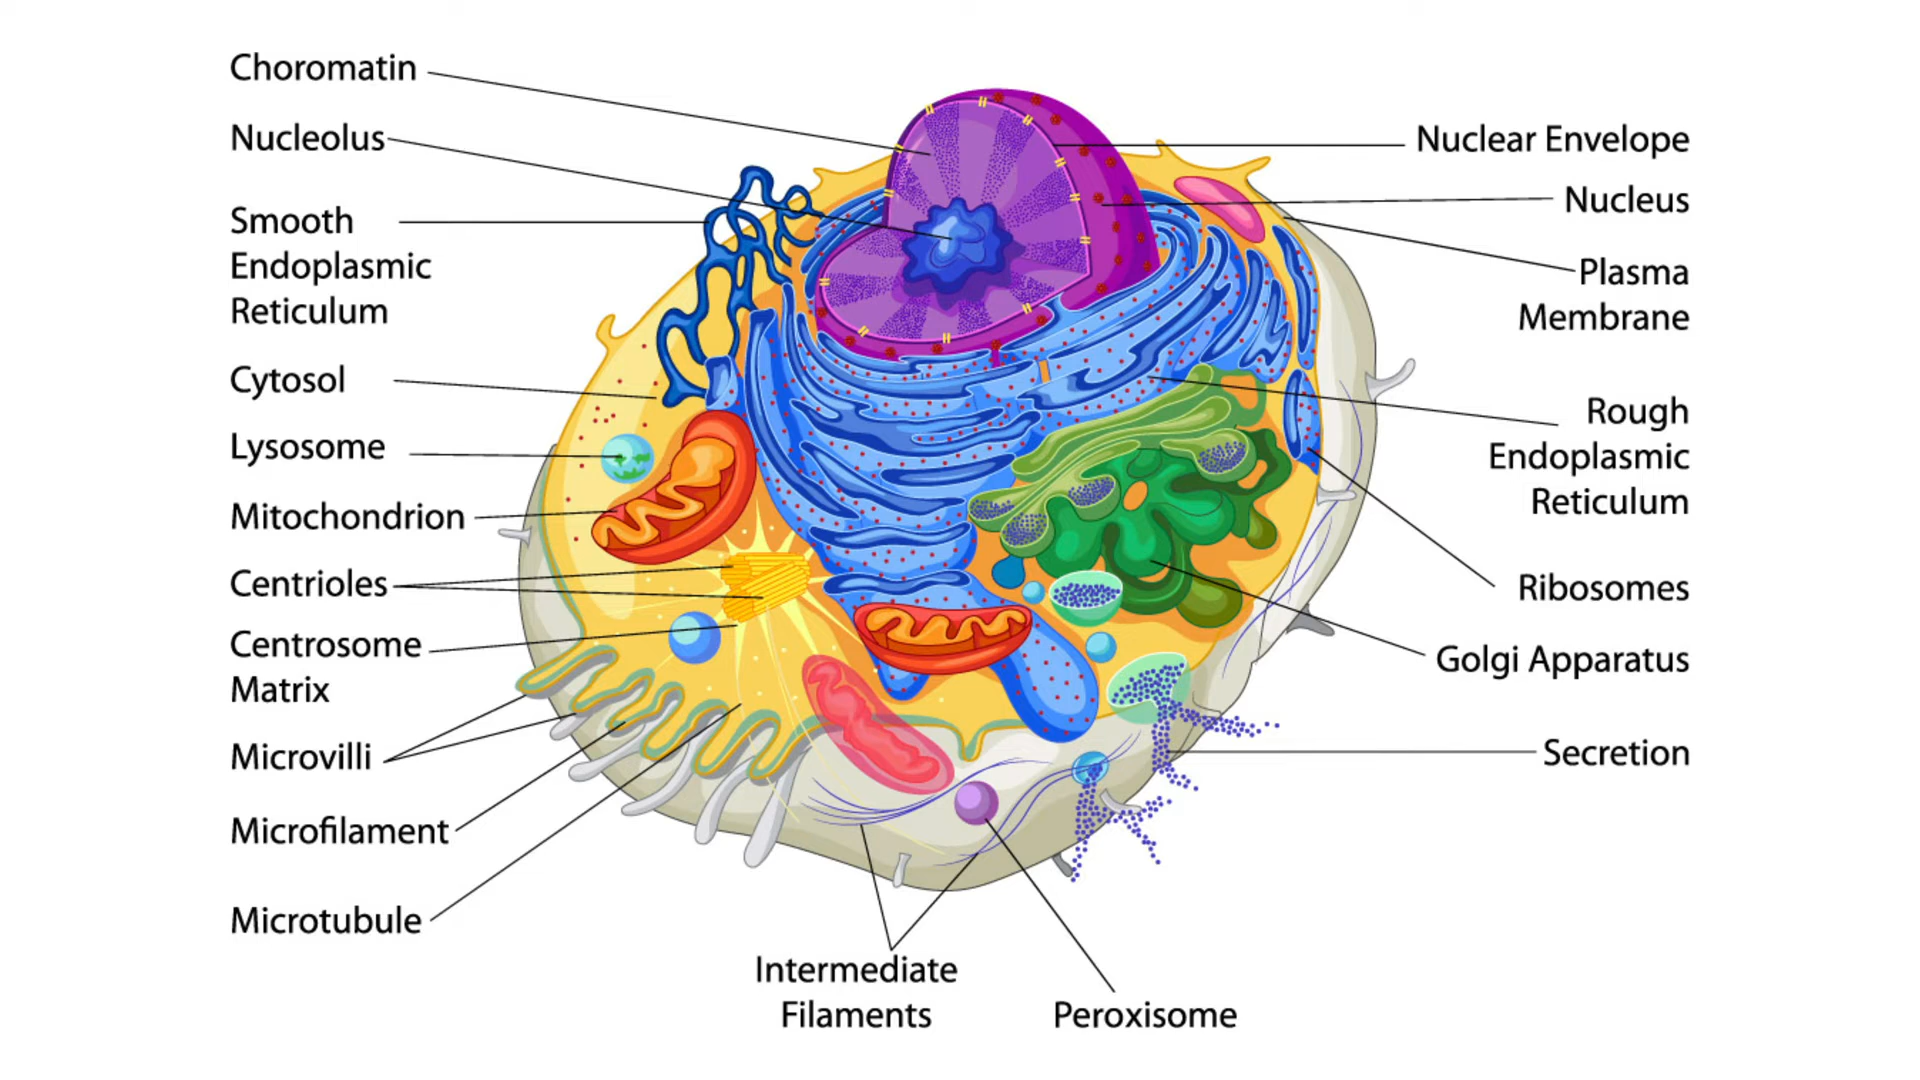 Choromatin
Nucleolus
Smooth
Endoplasmic
Reticulum
Cytosol
Lysosome
Mitochondrion
Centrioles
Centrosome
Matrix
Microvilli
Microfilament
Microtubule
Intermediate
Filaments
Peroxisome
Nuclear Envelope
Nucleus
Plasma
Membrane
Rough
Endoplasmic
Reticulum
Ribosomes
Golgi Apparatus
Secretion